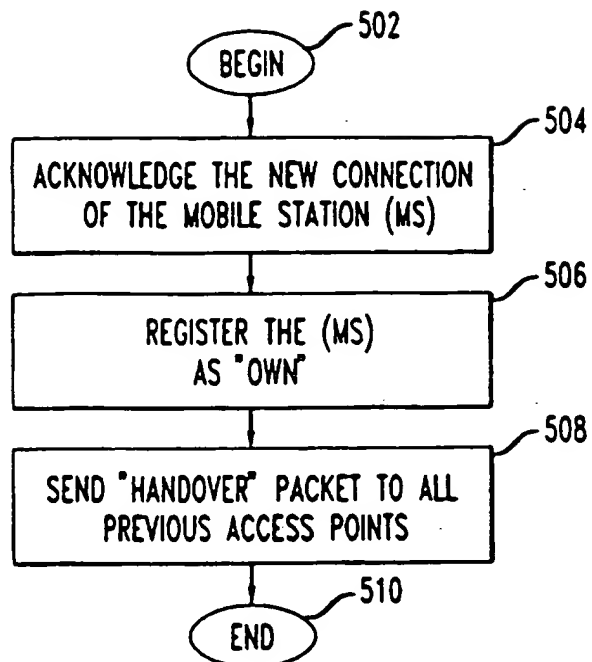 502
BEGIN
504
ACKNOWLEDGE THE NEW CONNECTION
OF THE MOBILE STATION (MS)
506
REGISTER THE (MS)
AS "OWN"
508
SEND "HANDOVER" PACKET TO ALL
PREVIOUS ACCESS POINTS
510
END